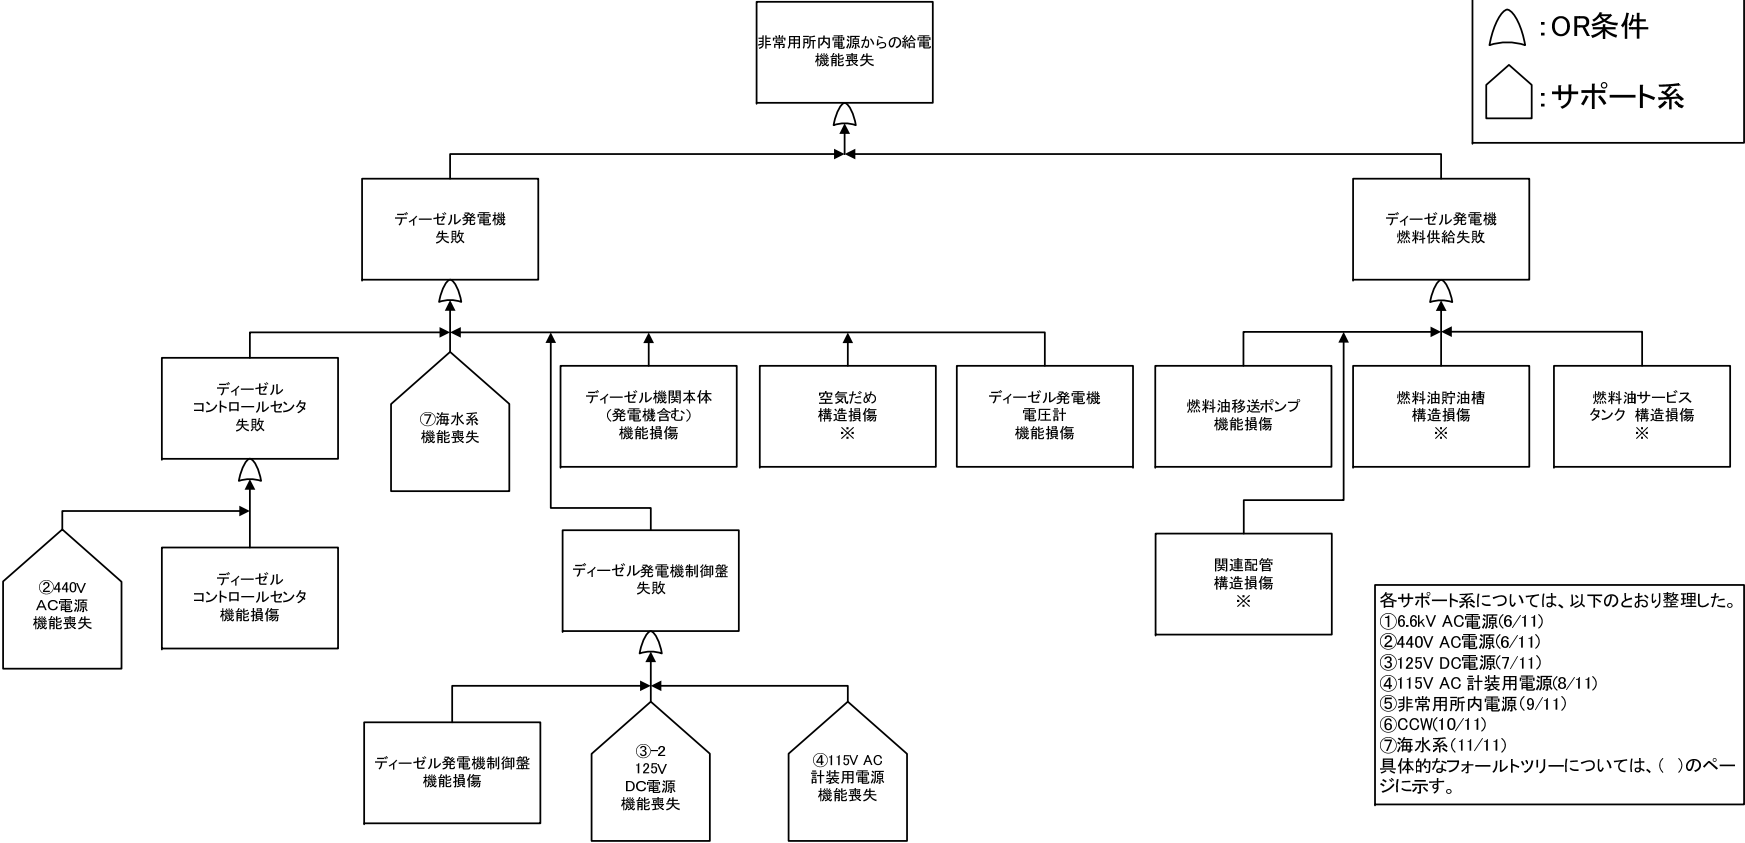 非常用所内電源からの給電
機能喪失
:OR条件
:サポート系
ディーゼル発電機
失敗
ディーゼル発電機
燃料供給失敗
ディーゼル
コントロールセンタ
失敗
⑦海水系
機能喪失
ディーゼル機関本体
(発電機含む)
機能損傷
空気だめ
構造損傷
※
ディーゼル発電機
電圧計
機能損傷
燃料油移送ポンプ
機能損傷
燃料油貯油槽
構造損傷
※
燃料油サービス
タンク 構造損傷
※
②440V
AC電源
機能喪失
ディーゼル
コントロールセンタ
機能損傷
ディーゼル発電機制御盤
失敗
関連配管
構造損傷
※
ディーゼル発電機制御盤
機能損傷
③-2
125V
DC電源
機能喪失
④115V AC
計装用電源
機能喪失
各サポート系については、以下のとおり整理した。
①6.6kV AC電源(6/11)
②440V AC電源(6/11)
③125V DC電源(7/11)
④115V AC 計装用電源(8/11)
⑤非常用所内電源(9/11)
⑥CCW(10/11)
⑦海水系(11/11)
具体的なフォールトツリーについては、( )のペー
ジに示す。